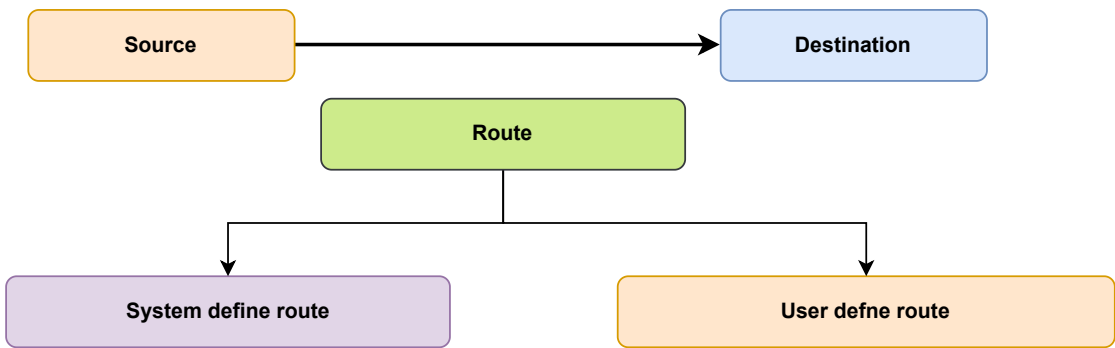 Source
Destination
Route
System define route
User defne route